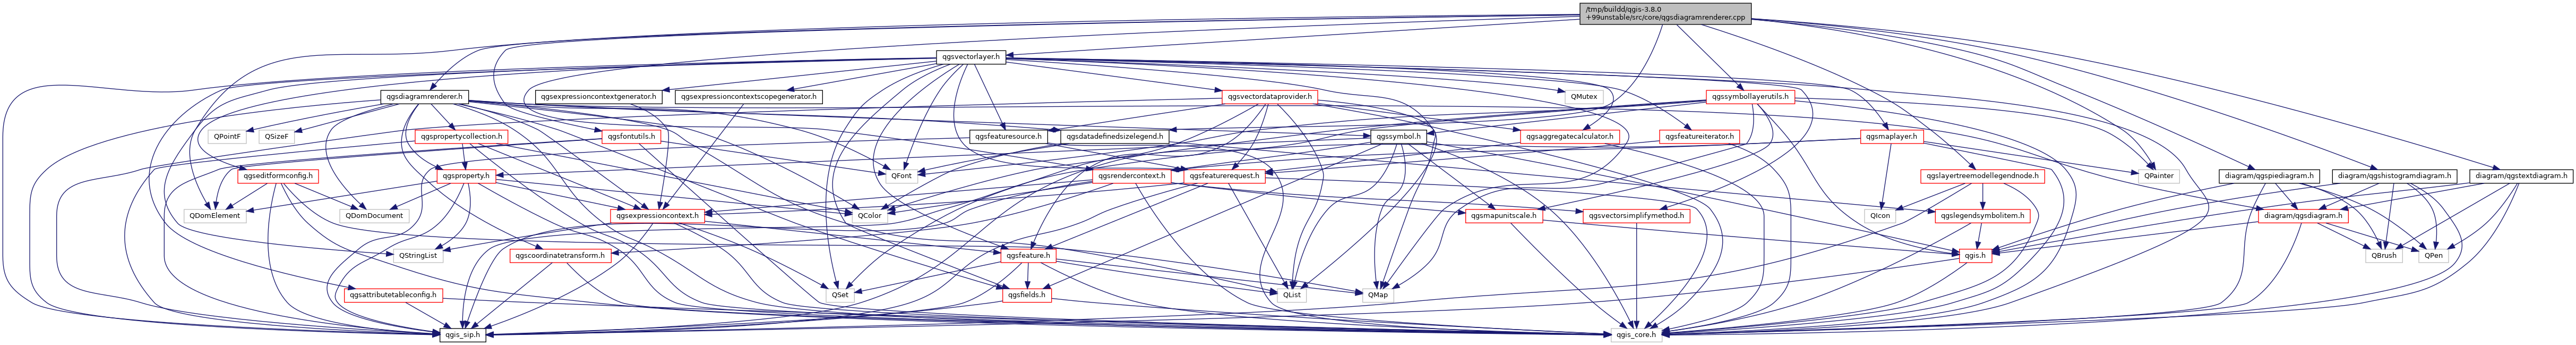 /tmp/buildd/qgis-3.8.0
+99unstable/src/core/qgsdiagramrenderer.cpp
qgsvectorlayer.h
qgsdiagramrenderer.h
qgsexpressioncontextgenerator.h
qgsexpressioncontextscopegenerator.h
qgsvectordataprovider.h
QMutex
qgssymbollayerutils.h
QPointF
QSizeF
qgspropertycollection.h
qgsfontutils.h
qgsfeaturesource.h
qgsdatadefinedsizelegend.h
qgssymbol.h
qgsaggregatecalculator.h
qgsfeatureiterator.h
qgsmaplayer.h
qgseditformconfig.h
qgsproperty.h
QFont
qgsrendercontext.h
qgsfeaturerequest.h
qgslayertreemodellegendnode.h
QPainter
diagram/qgspiediagram.h
diagram/qgshistogramdiagram.h
diagram/qgstextdiagram.h
QDomElement
QDomDocument
qgsexpressioncontext.h
QColor
qgsmapunitscale.h
qgsvectorsimplifymethod.h
QIcon
qgslegendsymbolitem.h
diagram/qgsdiagram.h
QStringList
qgscoordinatetransform.h
qgsfeature.h
qgis.h
QBrush
QPen
qgsattributetableconfig.h
QSet
qgsfields.h
QList
QMap
qgis_sip.h
qgis_core.h